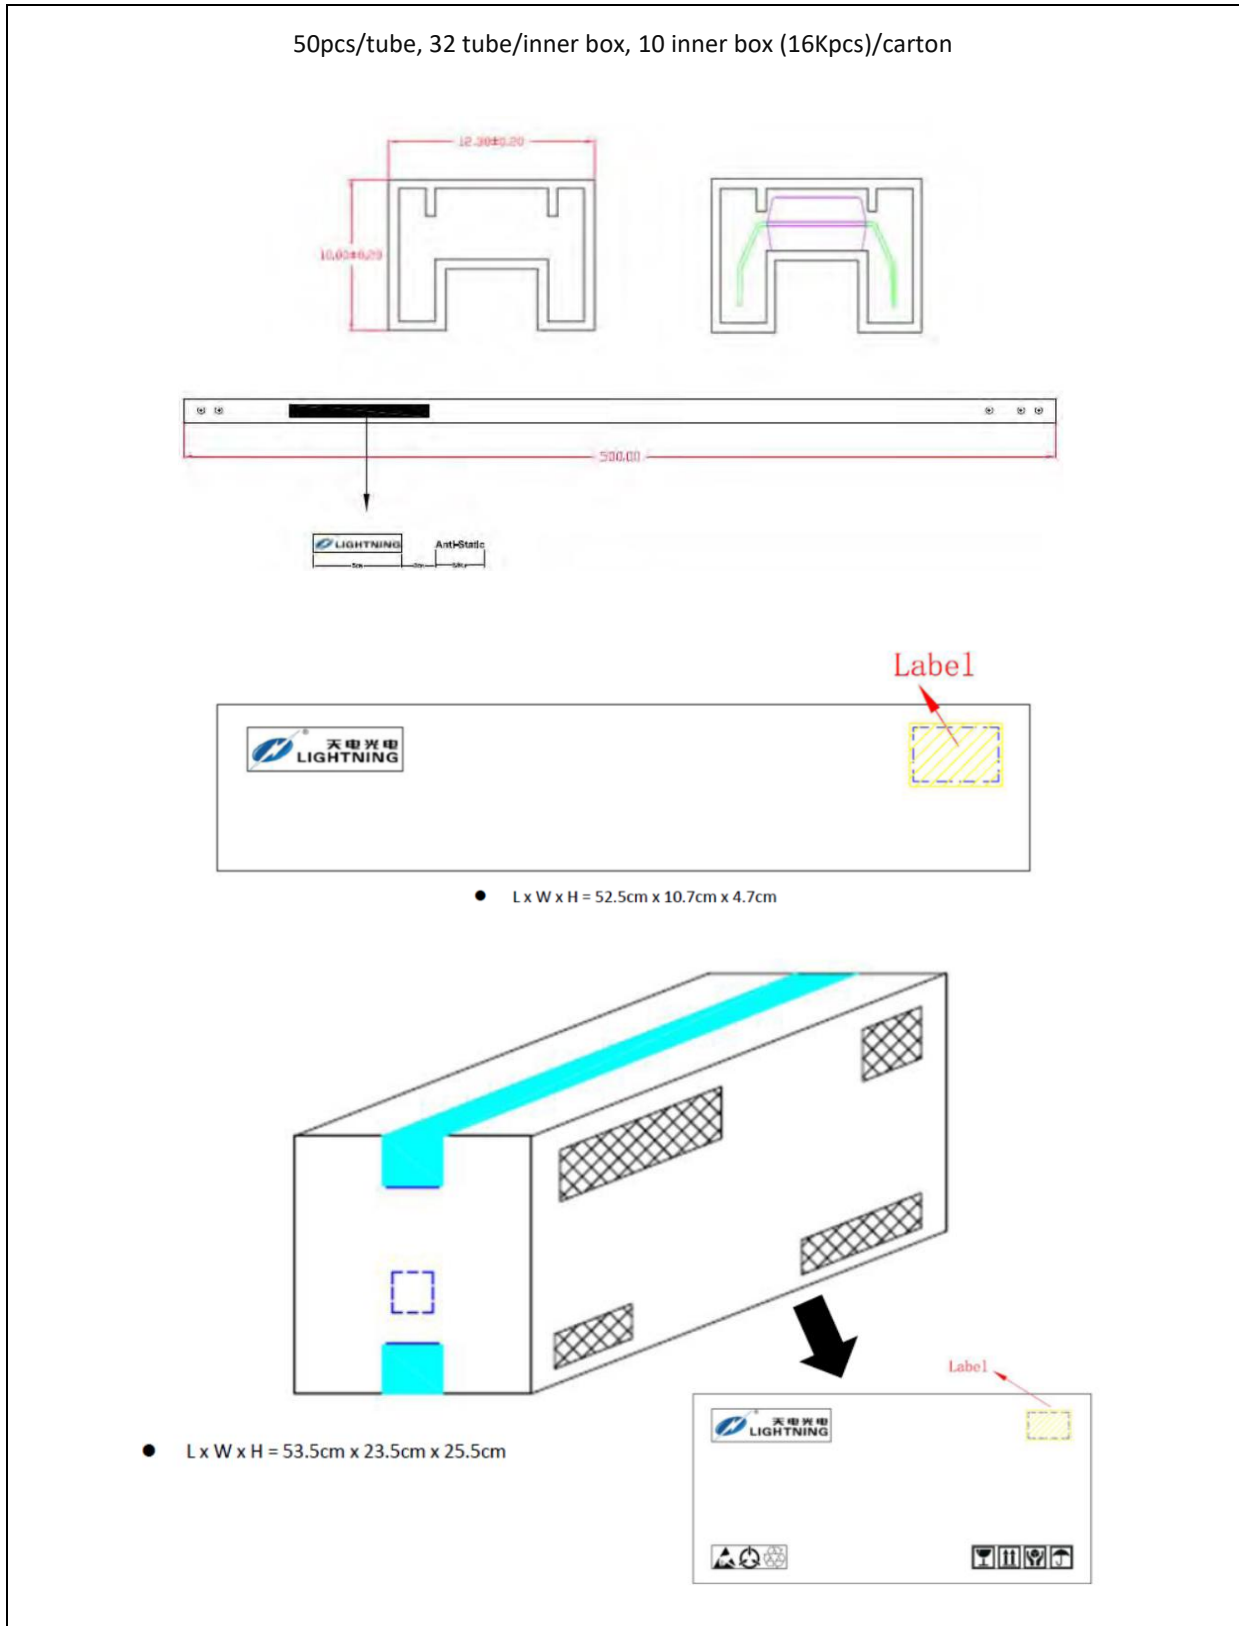 50pcs/tube, 32 tube/inner box, 10 inner box (16Kpcs)/carton
12.30±0.20
10.00±0.20
500.00
LIGHTNING Anti-Static
Label
天电光电
LIGHTNING
● L x W x H = 52.5cm x 10.7cm x 4.7cm
Label
天电光电
LIGHTNING
● L x W x H = 53.5cm x 23.5cm x 25.5cm